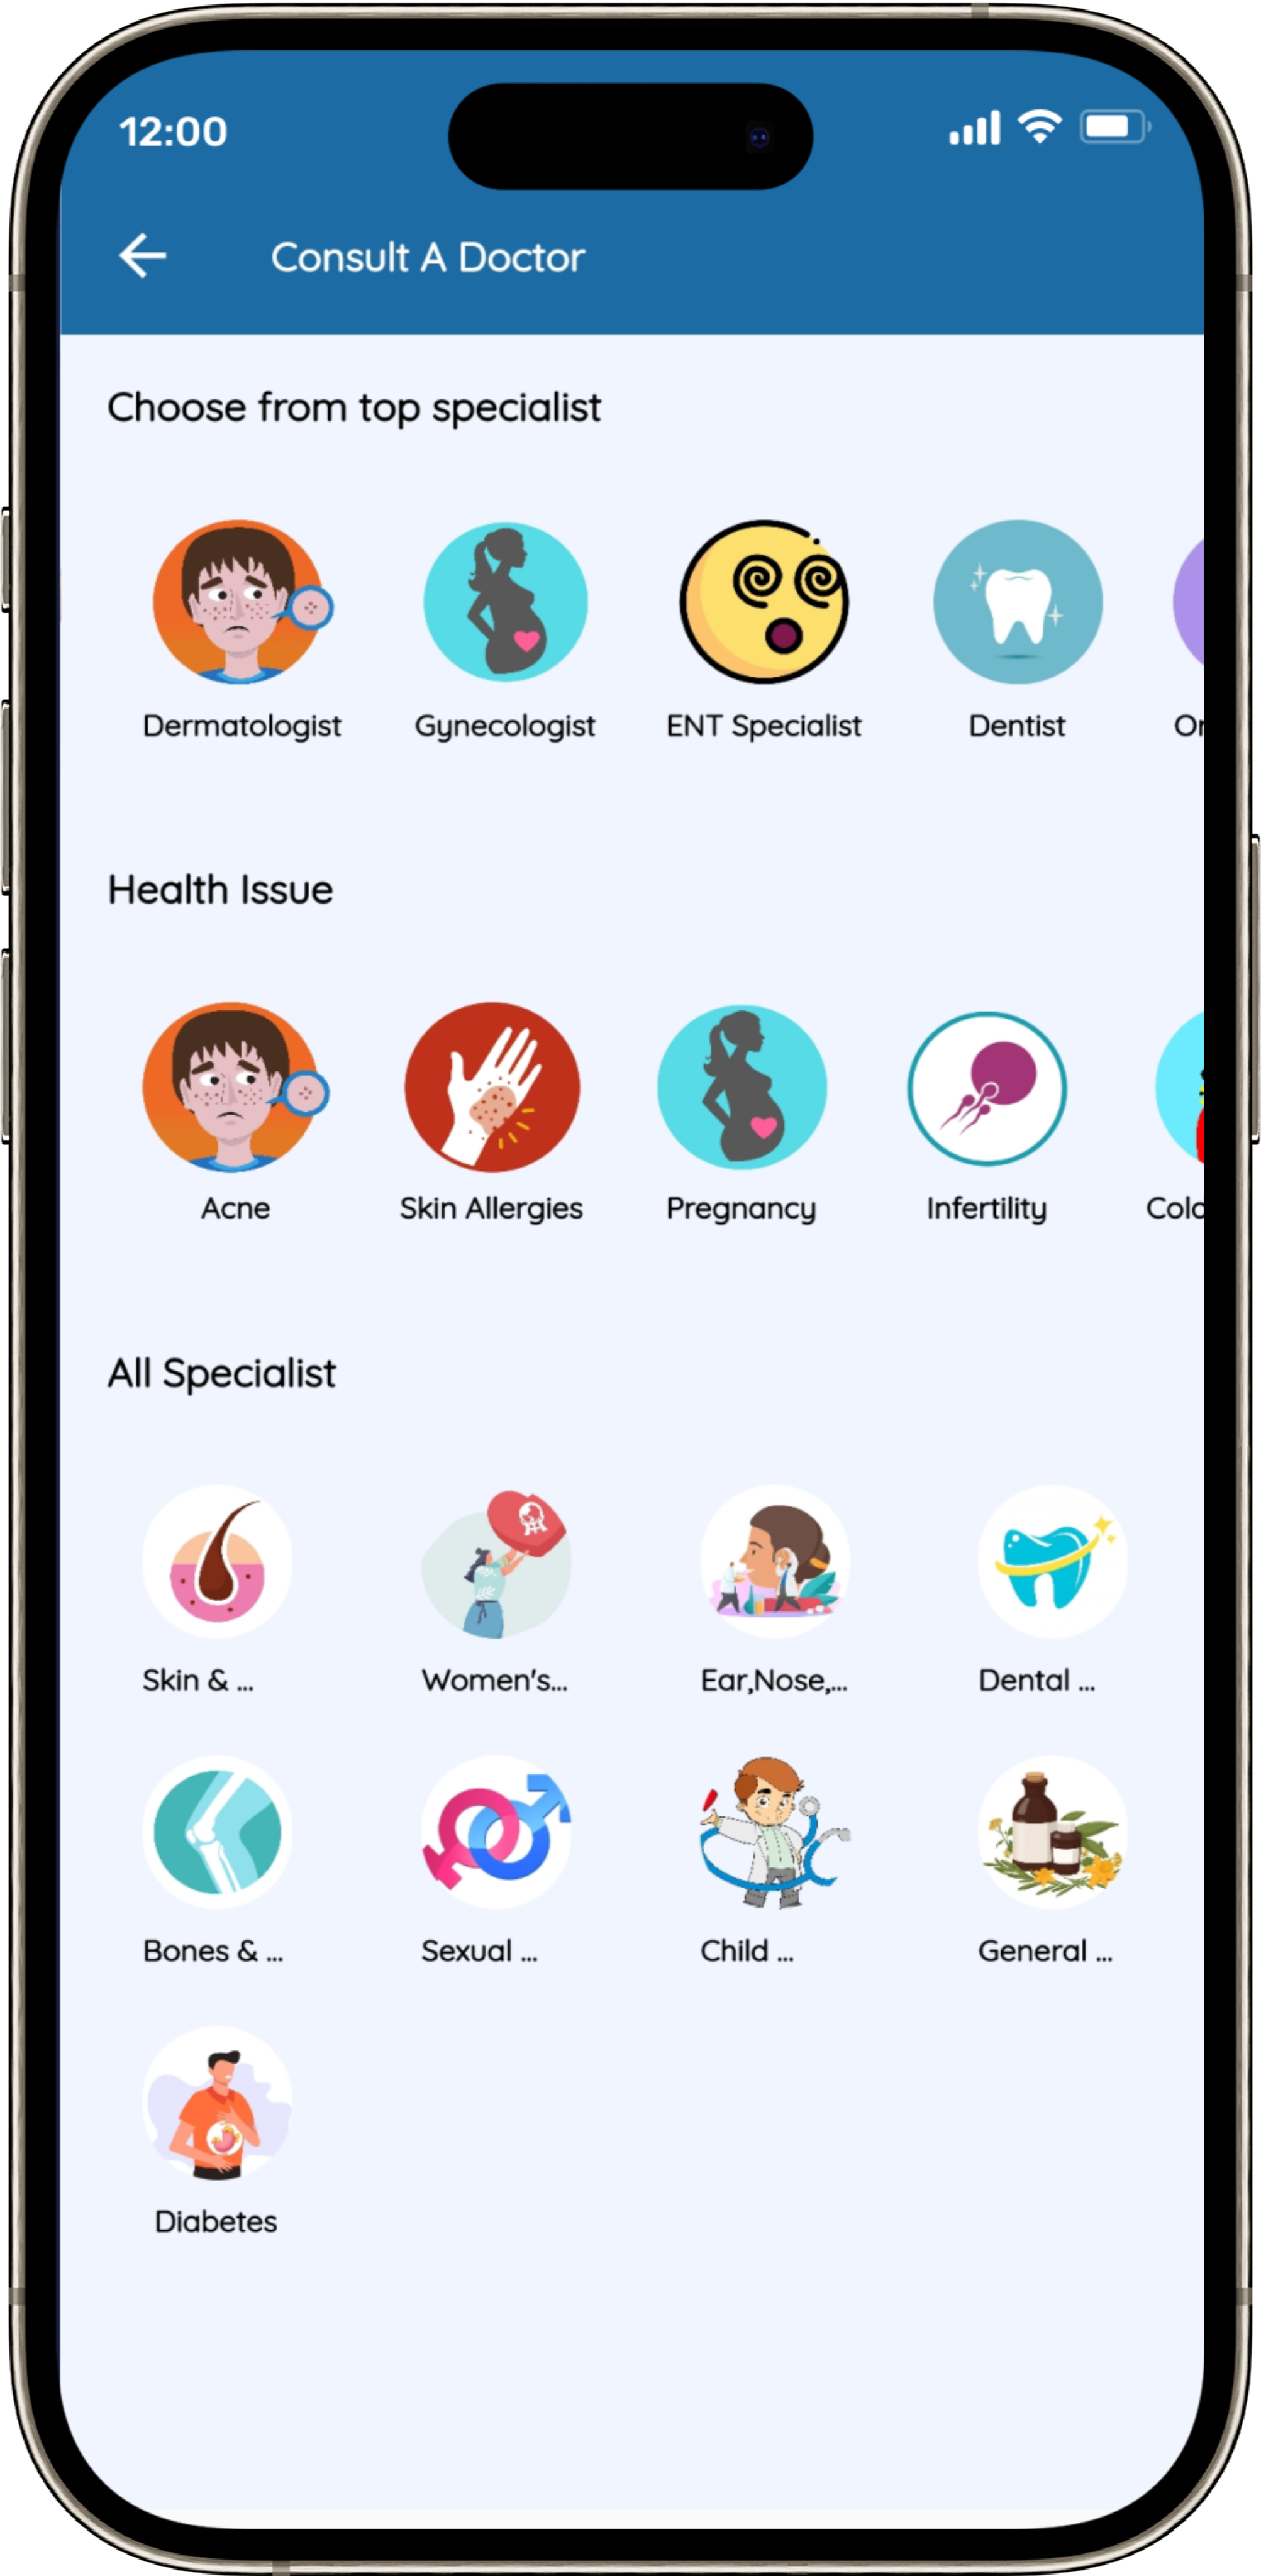 12:00
Consult A Doctor
Choose from top specialist
Dermatologist Gynecologist ENT Specialist Dentist Or
Health Issue
Acne Skin Allergies Pregnancy Infertility Cold
All Specialist
Skin & ... Women's... Ear,Nose,... Dental ...
Bones & ... Sexual ... Child ... General ...
Diabetes